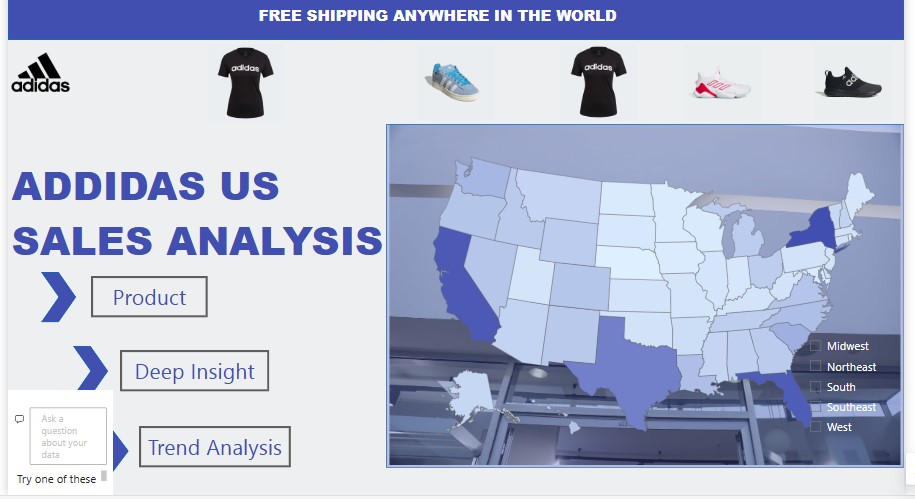 FREE SHIPPING ANYWHERE IN THE WORLD
adidas
adidas
adidas
ADDIDAS US
SALES ANALYSIS
Product
Deep Insight
Trend Analysis
Ask a
question
about your
data
Try one of these
Midwest
Northeast
South
Southeast
West